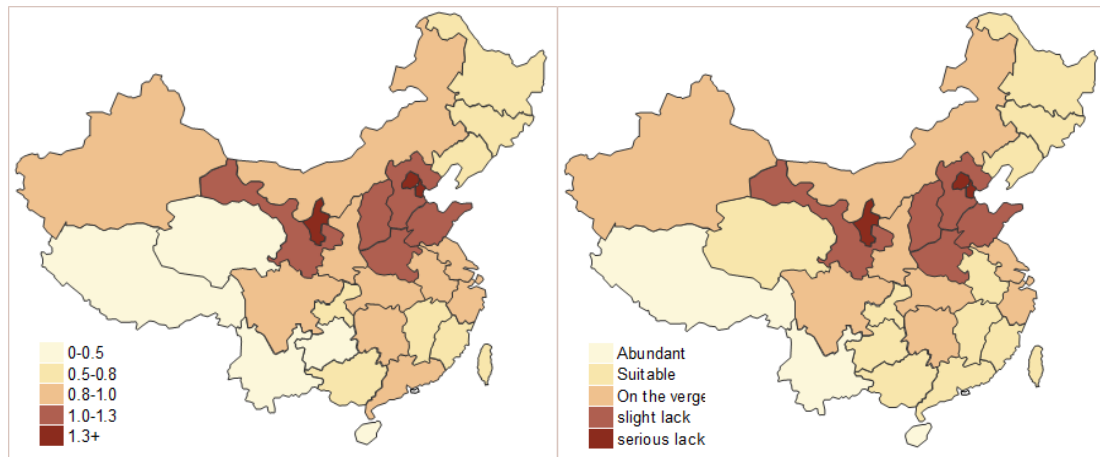 0-0.5
0.5-0.8
0.8-1.0
1.0-1.3
1.3+
Abundant
Suitable
On the verge
slight lack
serious lack